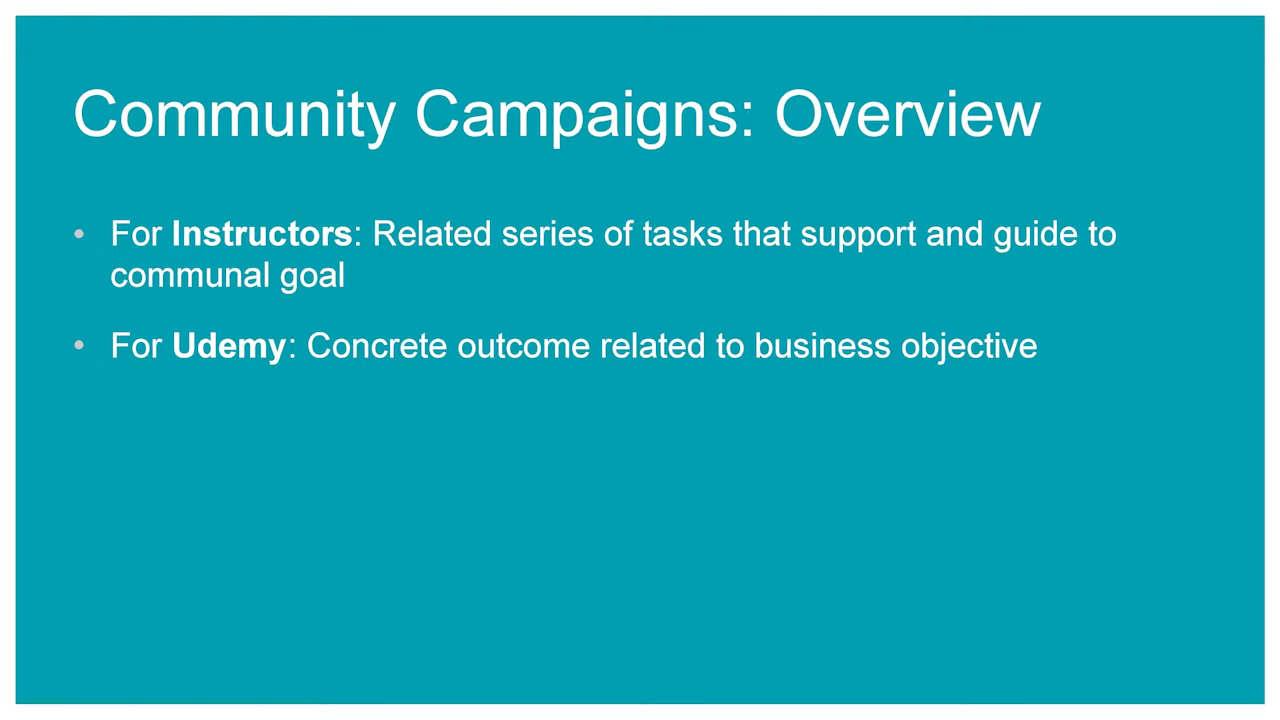 Community Campaigns: Overview
• For Instructors: Related series of tasks that support and guide to
communal goal
• For Udemy: Concrete outcome related to business objective